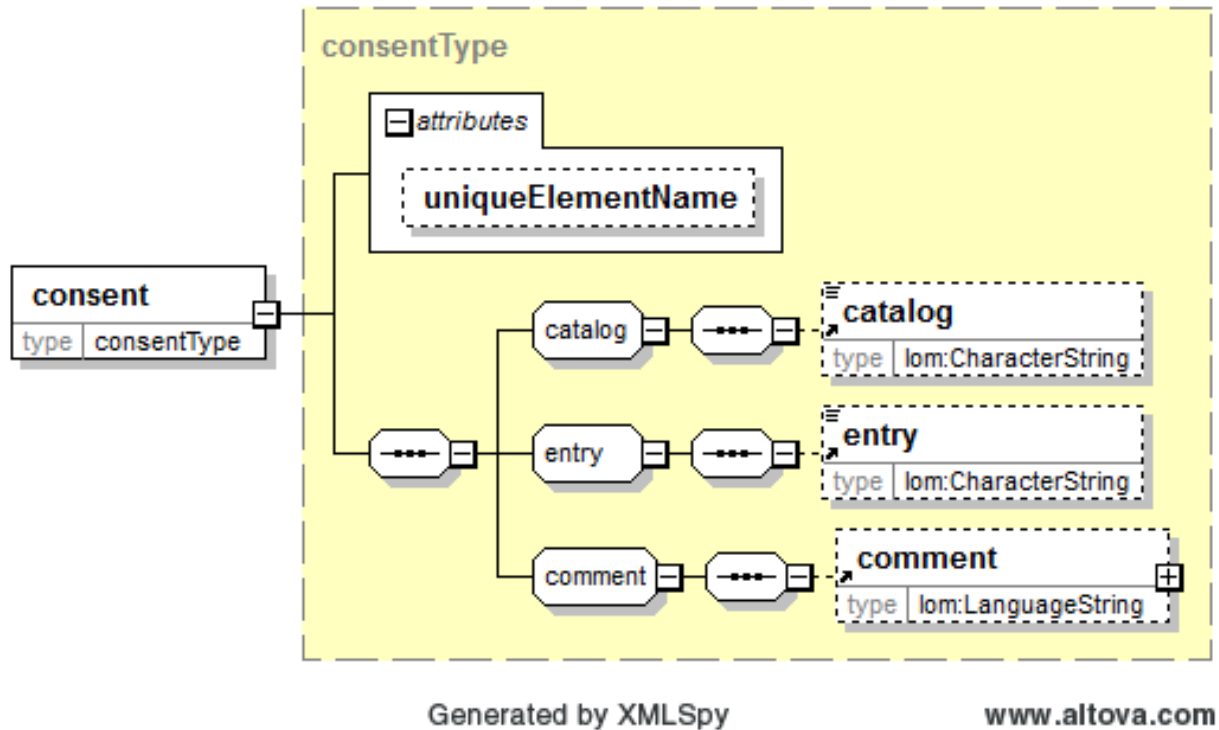 consentType
attributes
uniqueElementName
consent
type consentType
catalog
catalog
type lom:CharacterString
entry
entry
type lom:CharacterString
comment
comment
type lom:LanguageString
Generated by XMLSpy
www.altova.com